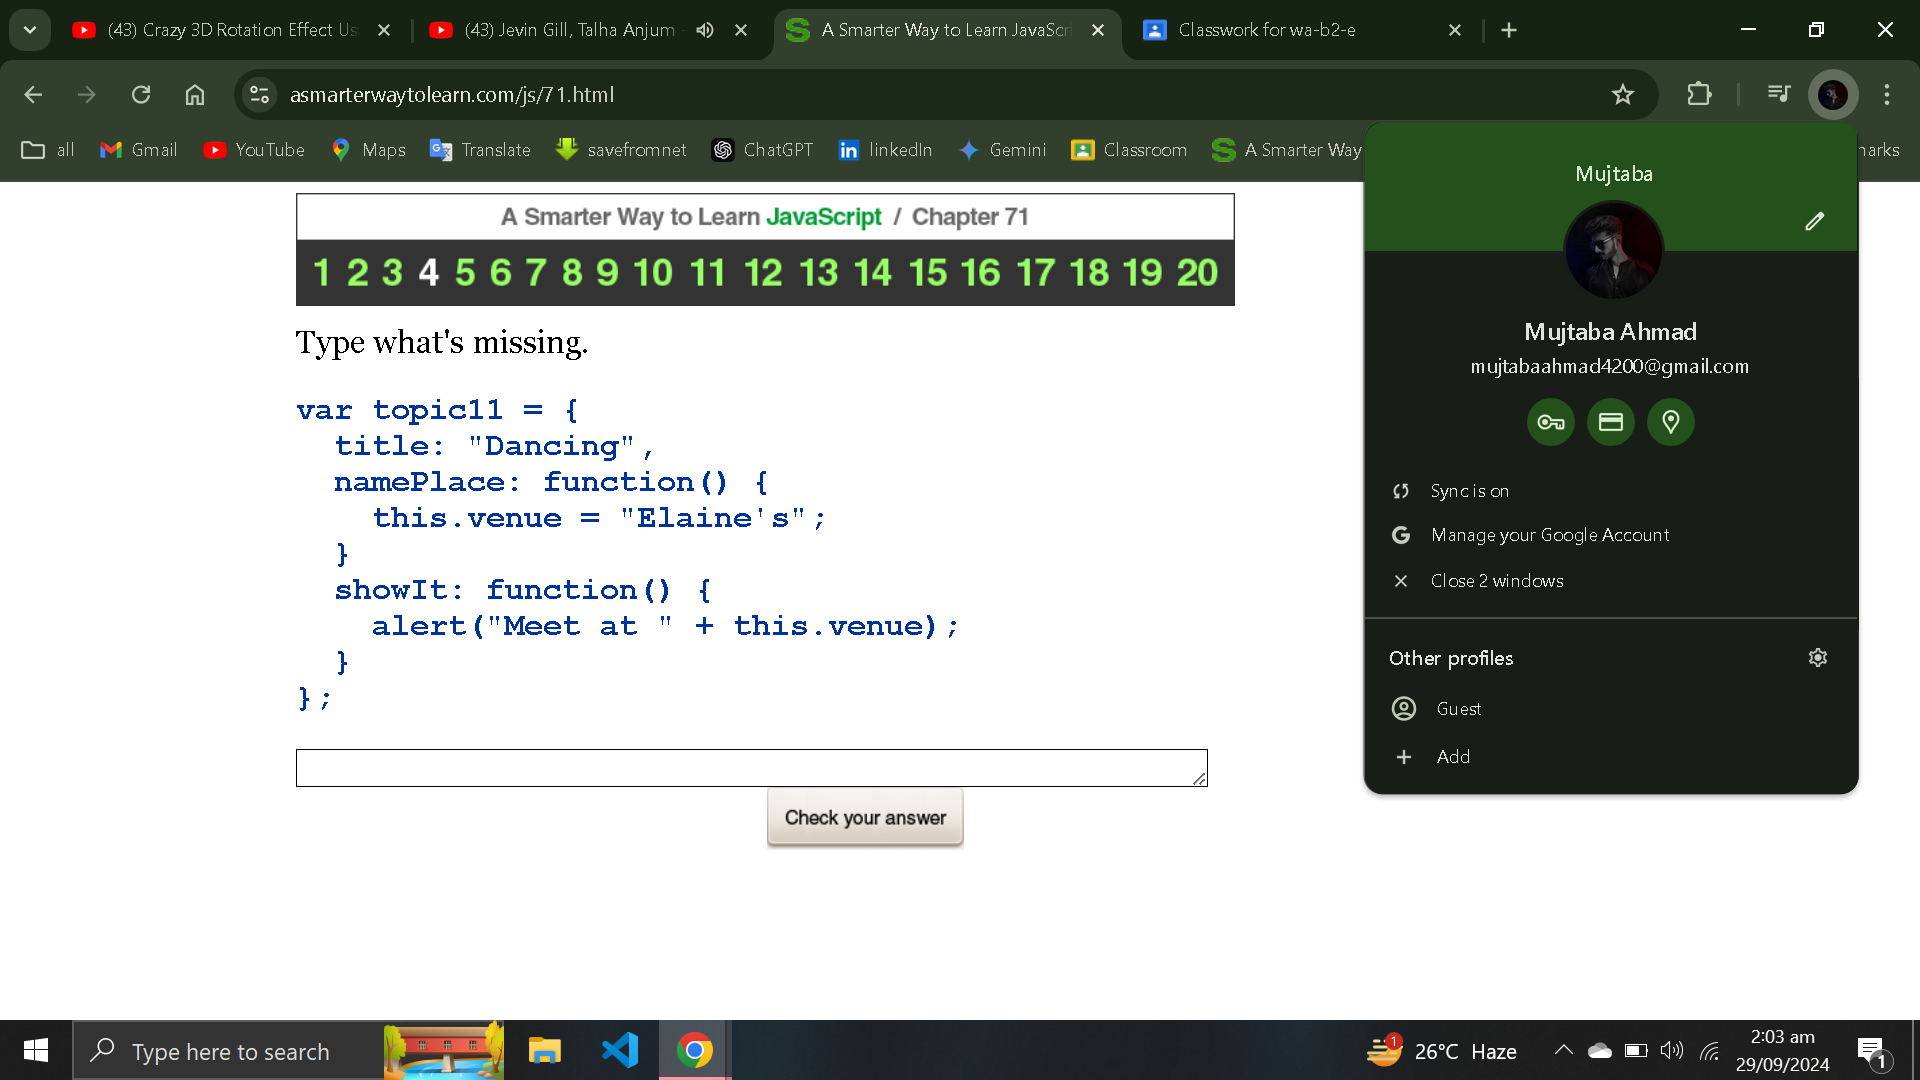 (43) Crazy 3D Rotation Effect Us
(43) Jevin Gill, Talha Anjum -
A Smarter Way to Learn JavaScri
Classwork for wa-b2-e
asmarterwaytolearn.com/js/71.html
all
Gmail
YouTube
Maps
Translate
savefromnet
ChatGPT
linkedIn
Gemini
Classroom
A Smarter Way
A Smarter Way to Learn JavaScript / Chapter 71
1 2 3 4 5 6 7 8 9 10 11 12 13 14 15 16 17 18 19 20
Type what's missing.
var topic11 = {
title: "Dancing",
namePlace: function() {
this.venue = "Elaine's";
}
showIt: function() {
alert("Meet at " + this.venue);
}
};
Check your answer
Mujtaba
Mujtaba Ahmad
mujtabaahmad4200@gmail.com
Sync is on
Manage your Google Account
Close 2 windows
Other profiles
Guest
Add
Type here to search
1
26°C Haze
2:03 am
29/09/2024
1